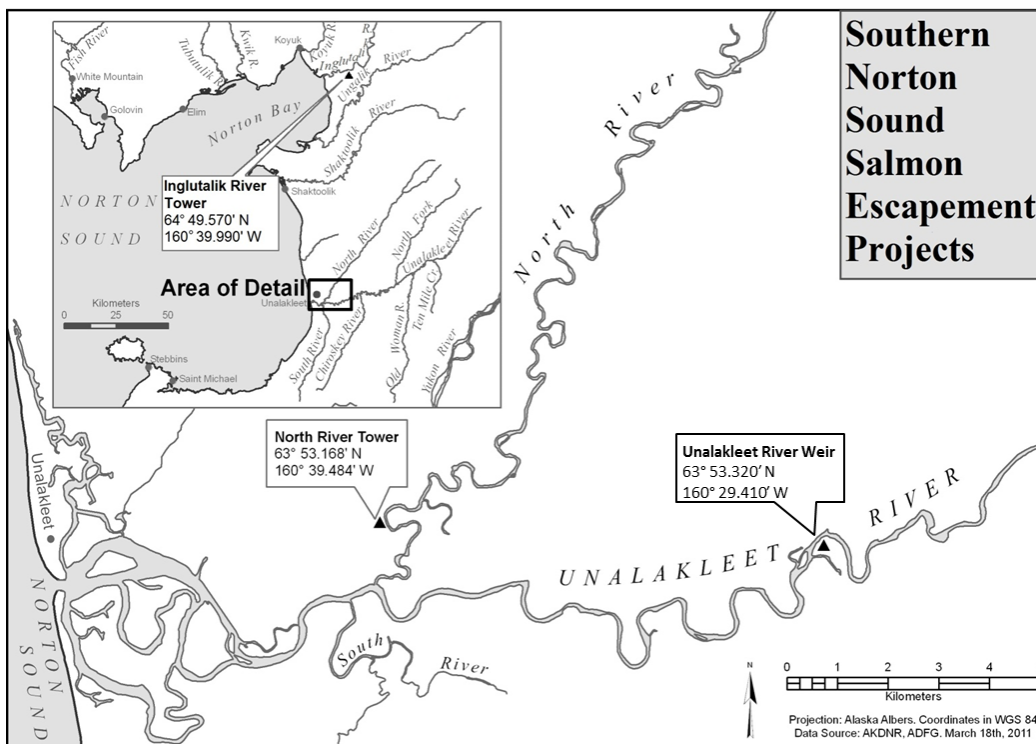 Southern
Norton
Sound
Salmon
Escapement
Projects
Fish River
Tubutulik R.
Kwik R.
Koyuk
Koyuk R.
Inglutalik
R.
Ungalik
River
White Mountain
Golovin
Elim
Norton Bay
Shaktoolik
River
Shaktoolik
Inglutalik River
Tower
64° 49.570' N
160° 39.990' W
NORTON
SOUND
North River
North Fork
Unalakleet River
Area of Detail
Unalakleet
Kilometers
0 25 50
South River
Chiroskey River
Old
Woman R.
Ten Mile Cr.
Yukon River
Stebbins
Saint Michael
North River
North River Tower
63° 53.168' N
160° 39.484' W
Unalakleet River Weir
63° 53.320' N
160° 29.410' W
Unalakleet
UNALAKLEET RIVER
NORTON
SOUND
South River
N
0 1 2 3 4
Kilometers
Projection: Alaska Albers. Coordinates in WGS 84
Data Source: AKDNR, ADFG. March 18th, 2011